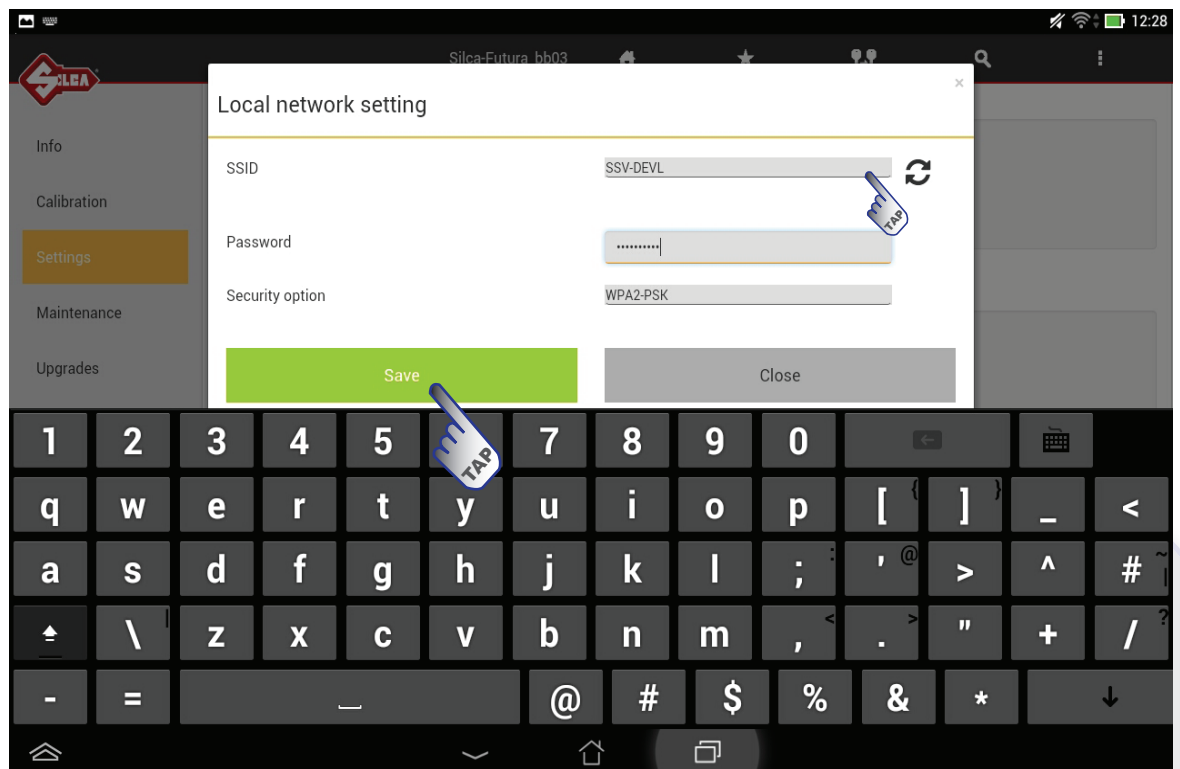 12:28
SILCA
Silca-Futura_bb03
Local network setting
×
Info
Calibration
Settings
Maintenance
Upgrades
SSID
SSV-DEVL
TAP
Password
••••••••••
Security option
WPA2-PSK
Save
Close
TAP
1 2 3 4 5 7 8 9 0
q w e r t y u i o p [ { ] } _ <
a s d f g h j k l ; : ' @ > ^ # ~ |
\ | z x c v b n m , < . > " + / ?
- = @ # $ % & *